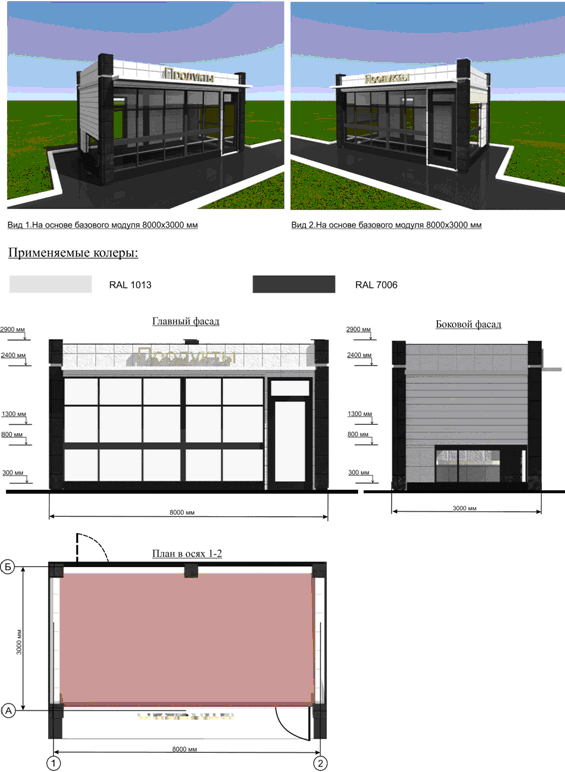 Продукты
Продукты
Вид 1.На основе базового модуля 8000х3000 мм
Вид 2.На основе базового модуля 8000х3000 мм
Применяемые колеры:
RAL 1013
RAL 7006
Главный фасад
Боковой фасад
2900 мм
2400 мм
1300 мм
800 мм
300 мм
Продукты
8000 мм
2900 мм
2400 мм
1300 мм
800 мм
300 мм
3000 мм
План в осях 1-2
Б
3000 мм
А
8000 мм
1
2